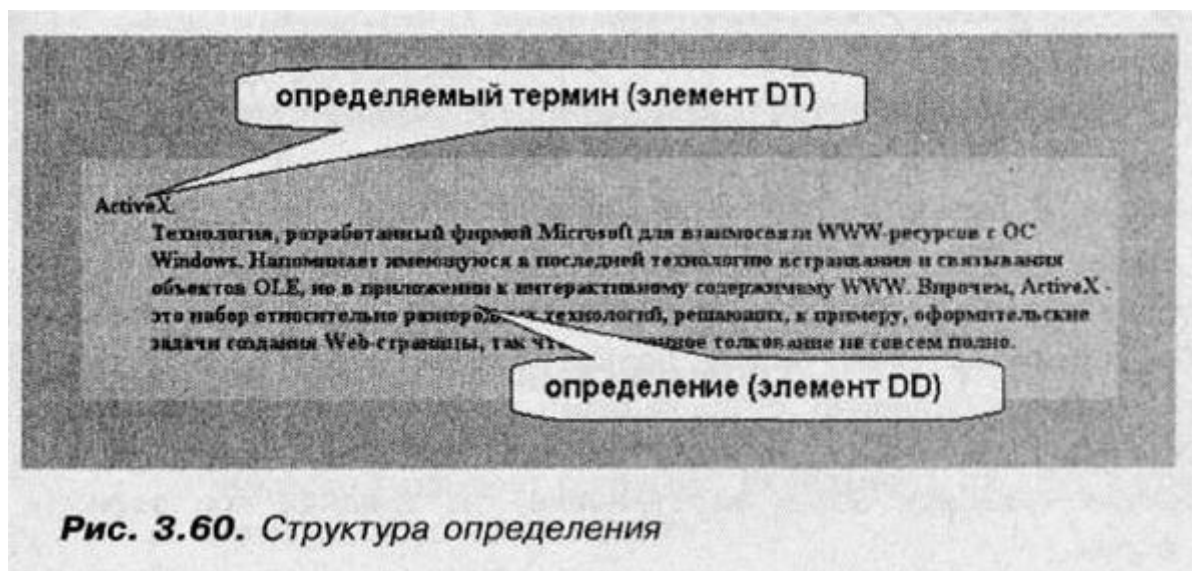 определяемый термин (элемент DT)
ActiveX.
Технология, разработанный фирмой Microsoft для взаимосвязи WWW-ресурсов с ОС
Windows. Напоминает имеющуюся в последней технологию встраивания и связывания
объектов OLE, но в приложении к интерактивному содержимому WWW. Впрочем, ActiveX -
это набор относительно разнородных технологий, решающих, к примеру, оформительские
задачи создания Web-страницы, так толкование не совсем полно.
определение (элемент DD)
Рис. 3.60. Структура определения